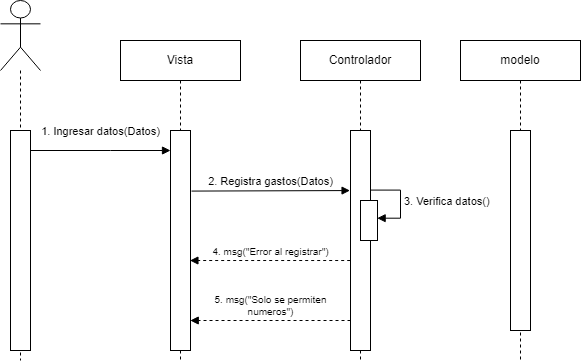 Vista
Controlador
modelo
1. Ingresar datos(Datos)
2. Registra gastos(Datos)
3. Verifica datos()
4. msg("Error al registrar")
5. msg("Solo se permiten
numeros")